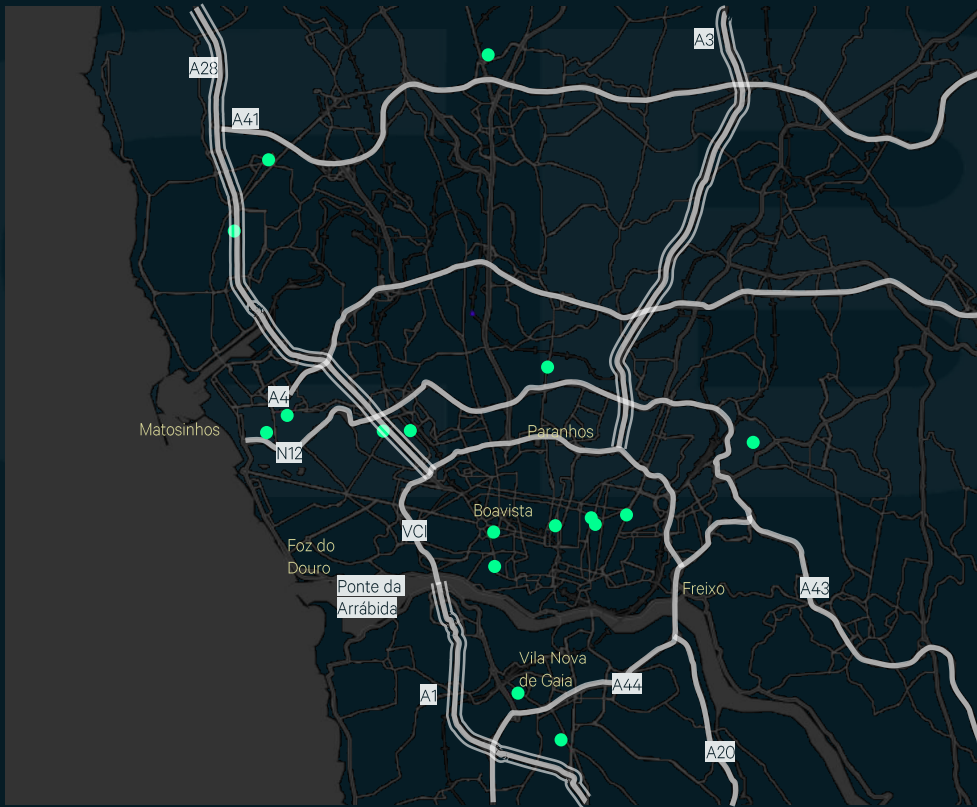 A3
A28
A41
A4
Matosinhos
Paranhos
N12
Boavista
VCI
Foz do
Douro
Ponte da
Arrábida
Freixo
A43
Vila Nova
de Gaia
A44
A1
A20